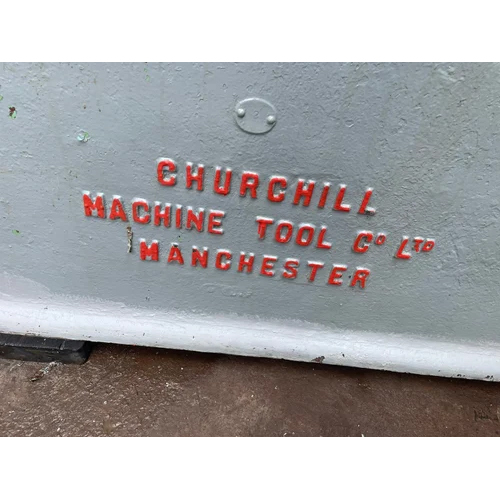 CHURCHILL
MACHINE TOOL CO LTD
MANCHESTER